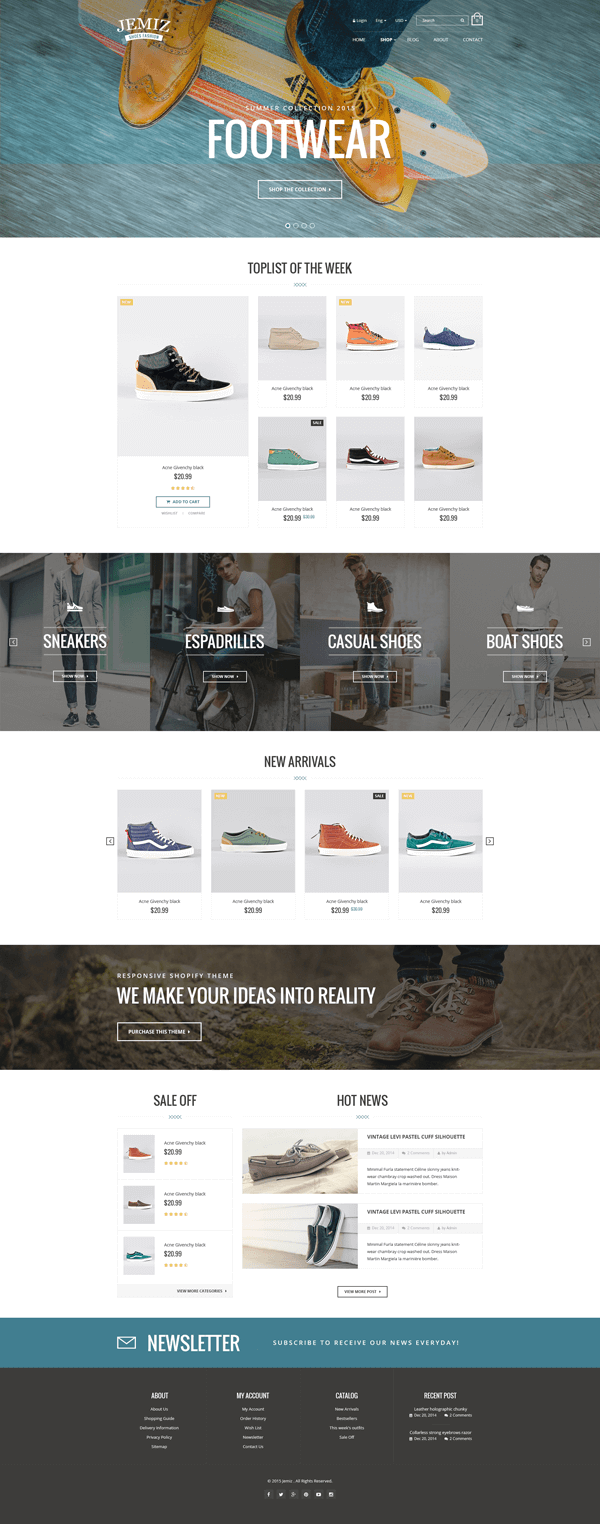 JEMIZ
SHOES FASHION
Login Eng USD Search
HOME SHOP BLOG ABOUT CONTACT
SUMMER COLLECTION 2015
FOOTWEAR
SHOP THE COLLECTION
TOPLIST OF THE WEEK
NEW
NEW
Acne Givenchy black
$20.99
Acne Givenchy black
$20.99
Acne Givenchy black
$20.99
SALE
Acne Givenchy black
$20.99
ADD TO CART
WISHLIST COMPARE
Acne Givenchy black
$20.99 $30.99
Acne Givenchy black
$20.99
Acne Givenchy black
$20.99
SNEAKERS
SHOW NOW
ESPADRILLES
SHOW NOW
CASUAL SHOES
SHOW NOW
BOAT SHOES
SHOW NOW
NEW ARRIVALS
NEW
SALE
NEW
Acne Givenchy black
$20.99
Acne Givenchy black
$20.99
Acne Givenchy black
$20.99 $30.99
Acne Givenchy black
$20.99
RESPONSIVE SHOPIFY THEME
WE MAKE YOUR IDEAS INTO REALITY
PURCHASE THIS THEME
SALE OFF
Acne Givenchy black
$20.99
Acne Givenchy black
$20.99
Acne Givenchy black
$20.99
VIEW MORE CATEGORIES
HOT NEWS
VINTAGE LEVI PASTEL CUFF SILHOUETTE
Dec 20, 2014 2 Comments By Admin
Minimal Furla statement Céline skinny jeans knit-
wear chambray crop washed out. Dress Maison
Martin Margiela la marinière bomber.
VINTAGE LEVI PASTEL CUFF SILHOUETTE
Dec 20, 2014 2 Comments By Admin
Minimal Furla statement Céline skinny jeans knit-
wear chambray crop washed out. Dress Maison
Martin Margiela la marinière bomber.
VIEW MORE POST
NEWSLETTER
SUBSCRIBE TO RECEIVE OUR NEWS EVERYDAY!
ABOUT
About Us
Shopping Guide
Delivery Information
Privacy Policy
Sitemap
MY ACCOUNT
My Account
Order History
Wish List
Newsletter
Contact Us
CATALOG
New Arrivals
Bestsellers
This week's outfits
Sale Off
RECENT POST
Leather holographic chunky
Dec 20, 2014 2 Comments
Collarless strong eyebrows razor
Dec 20, 2014 2 Comments
© 2015 Jemiz . All Rights Reserved.